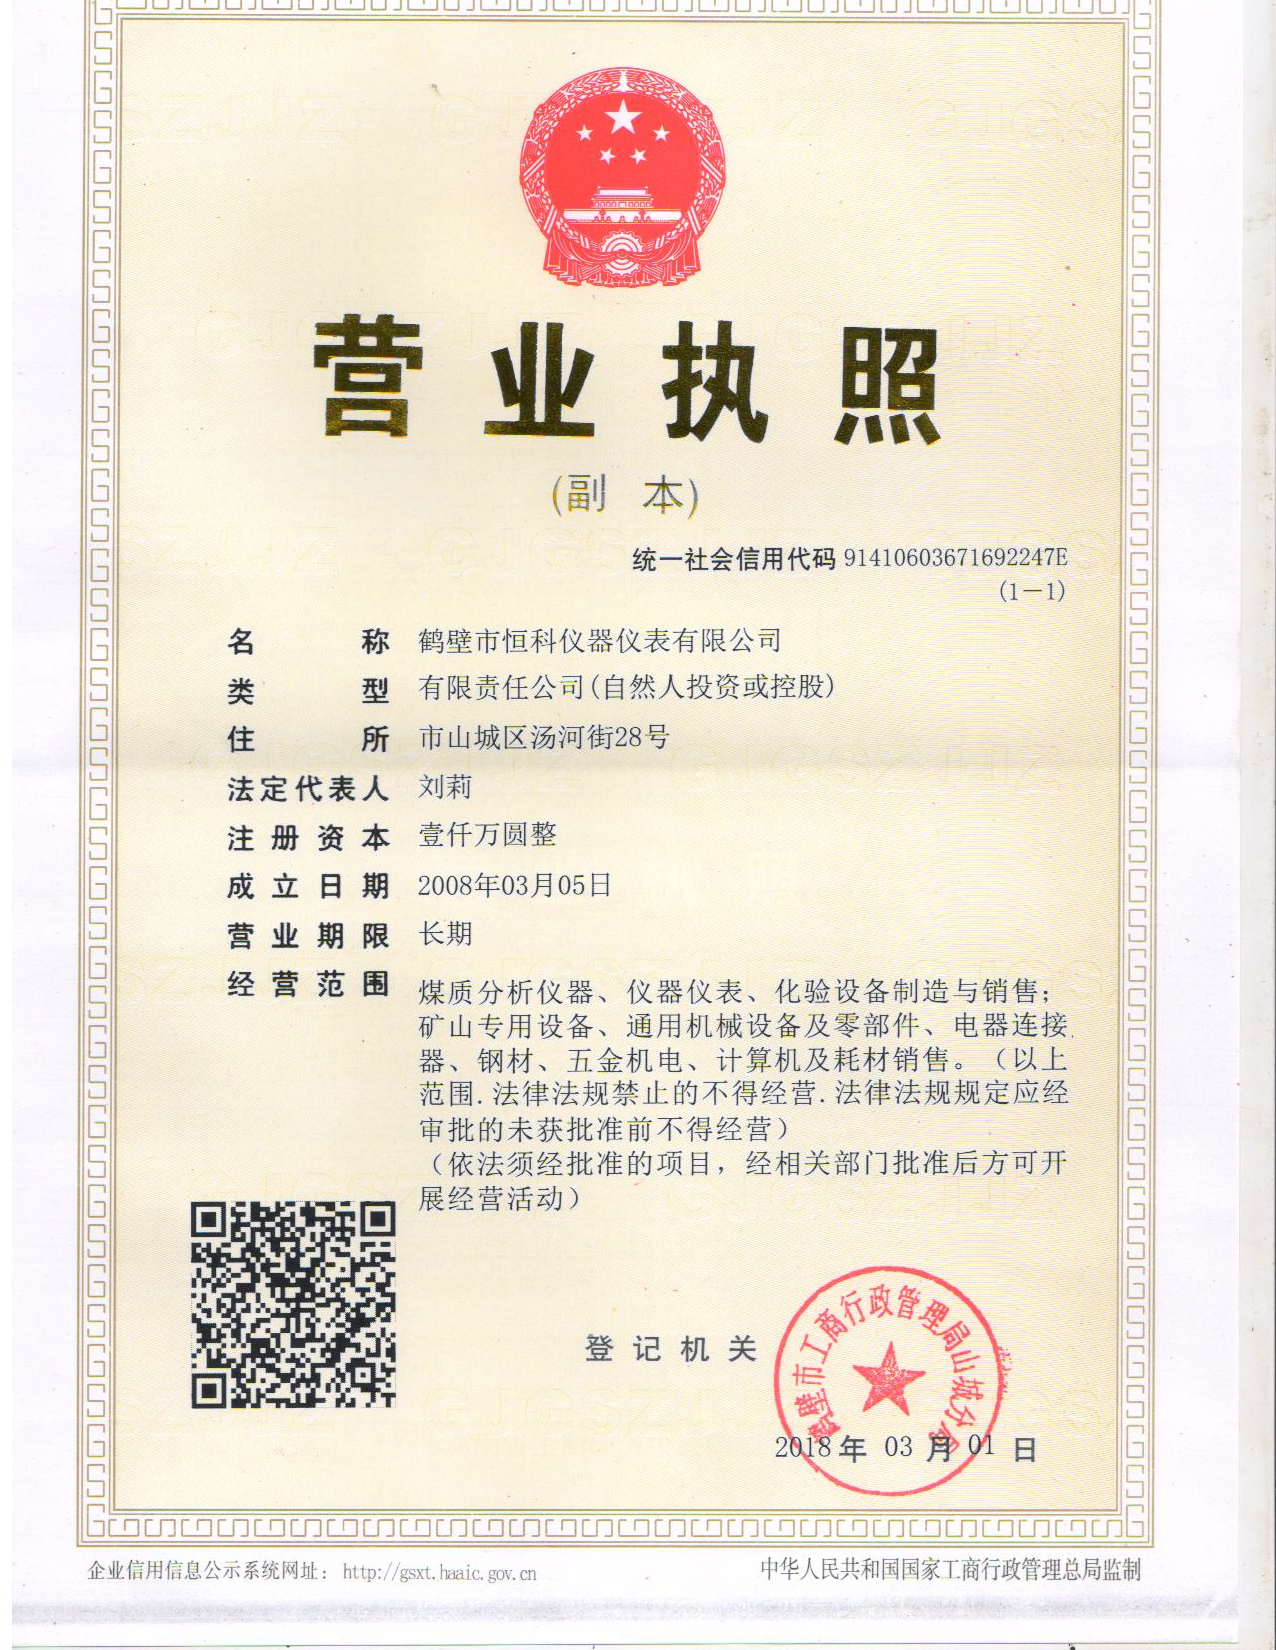 营业执照
(副 本)
统一社会信用代码 91410603671692247E
(1－1)
名 称 鹤壁市恒科仪器仪表有限公司
类 型 有限责任公司(自然人投资或控股)
住 所 市山城区汤河街28号
法定代表人 刘莉
注册资本 壹仟万圆整
成立日期 2008年03月05日
营业期限 长期
经营范围 煤质分析仪器、仪器仪表、化验设备制造与销售；
矿山专用设备、通用机械设备及零部件、电器连接
器、钢材、五金机电、计算机及耗材销售。（以上
范围.法律法规禁止的不得经营.法律法规规定应经
审批的未获批准前不得经营）
（依法须经批准的项目，经相关部门批准后方可开
展经营活动）
登记机关
鹤壁市工商行政管理局山城分局
2018 年 03 月 01 日
企业信用信息公示系统网址： http://gsxt.haaic.gov.cn
中华人民共和国国家工商行政管理总局监制